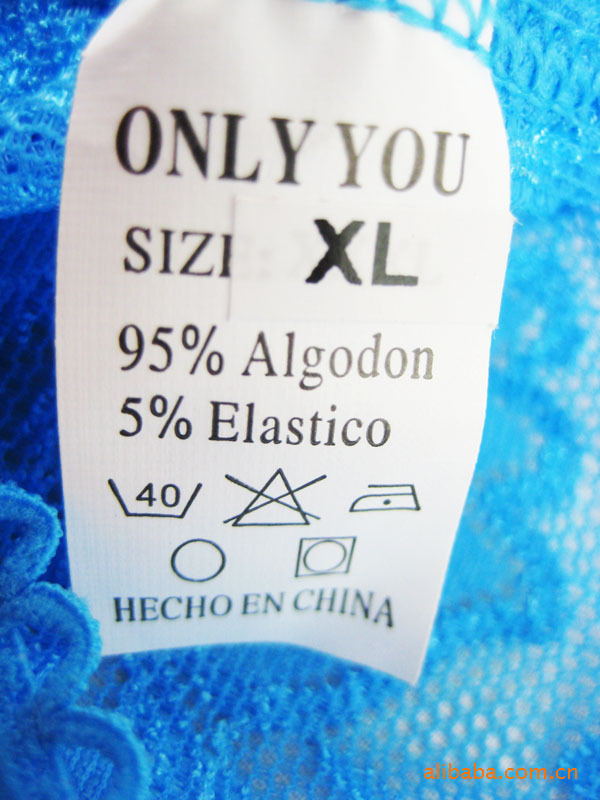 ONLY YOU
SIZE XL
95% Algodon
5% Elastico
40
HECHO EN CHINA
alibaba.com.cn